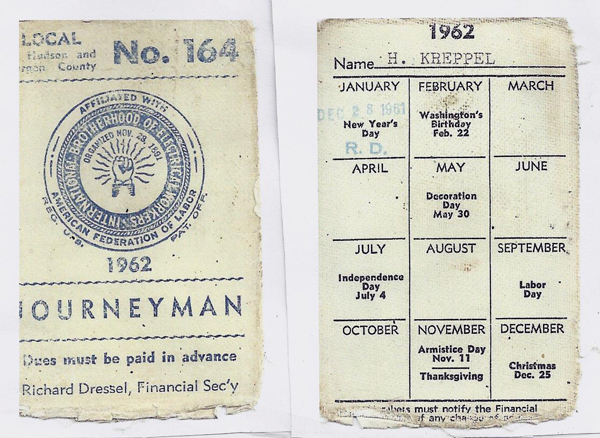 LOCAL
Hudson and
County
No. 164
AFFILIATED WITH
INTERNATIONAL BROTHERHOOD OF ELECTRICAL WORKERS
ORGANIZED NOV. 28, 1891
AMERICAN FEDERATION OF LABOR
REG. U.S. PAT. OFF.
1962
JOURNEYMAN
Dues must be paid in advance
Richard Dressel, Financial Sec'y
1962
Name H. KREPPEL
JANUARY
DEC 26 1961
New Year's
Day
R. D.
FEBRUARY
Washington's
Birthday
Feb. 22
MARCH
APRIL
MAY
Decoration
Day
May 30
JUNE
JULY
Independence
Day
July 4
AUGUST
SEPTEMBER
Labor
Day
OCTOBER
NOVEMBER
Armistice Day
Nov. 11
Thanksgiving
DECEMBER
Christmas
Dec. 25
must notify the Financial
if any change of